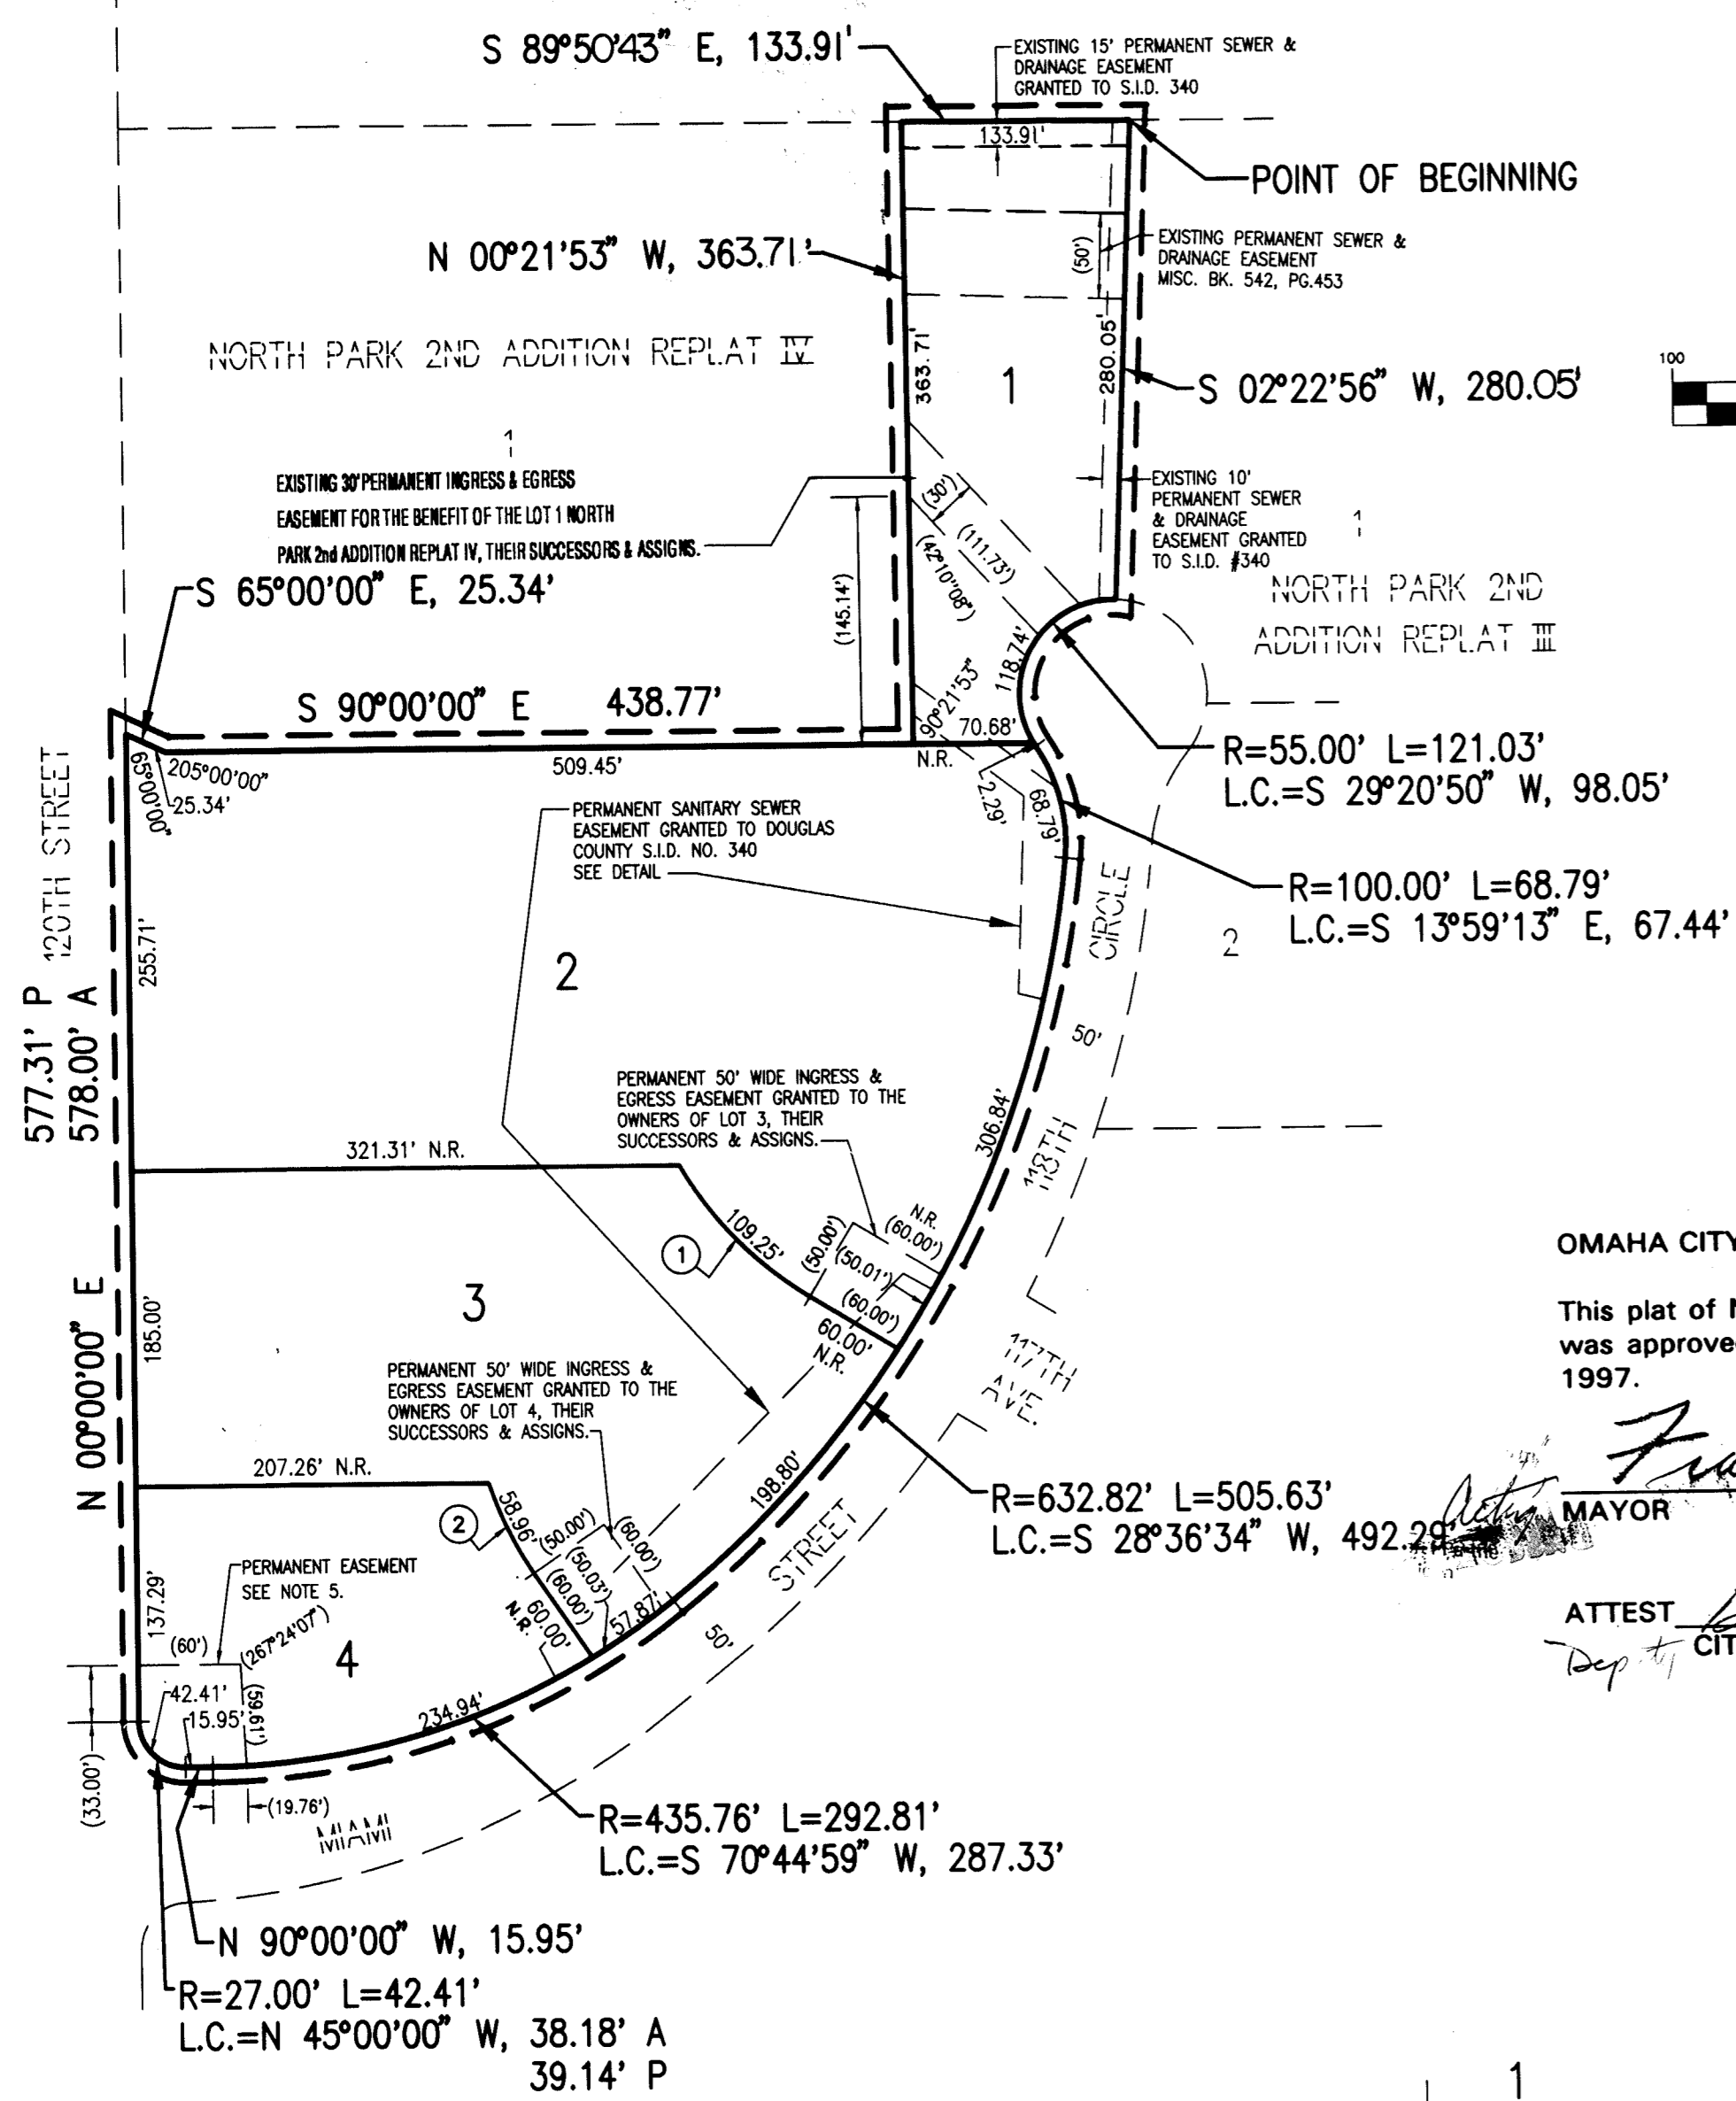 S 89°50'43" E, 133.91'
EXISTING 15' PERMANENT SEWER &
DRAINAGE EASEMENT
GRANTED TO S.I.D. 340
133.91'
POINT OF BEGINNING
N 00°21'53" W, 363.71'
(50')
EXISTING PERMANENT SEWER &
DRAINAGE EASEMENT
MISC. BK. 542, PG.453
NORTH PARK 2ND ADDITION REPLAT IV
1
363.71'
1
280.05'
S 02°22'56" W, 280.05'
100
EXISTING 30' PERMANENT INGRESS & EGRESS
EASEMENT FOR THE BENEFIT OF THE LOT 1 NORTH
PARK 2nd ADDITION REPLAT IV, THEIR SUCCESSORS & ASSIGNS.
(30')
(111.73')
(42°10'08")
(145.14')
EXISTING 10'
PERMANENT SEWER
& DRAINAGE
EASEMENT GRANTED
TO S.I.D. #340
1
NORTH PARK 2ND
ADDITION REPLAT III
S 65°00'00" E, 25.34'
118.74'
S 90°00'00" E 438.77'
90°21'53"
70.68'
N.R.
R=55.00' L=121.03'
L.C.=S 29°20'50" W, 98.05'
65°00'00"
205°00'00"
25.34'
509.45'
2.29'
68.79'
120TH STREET
PERMANENT SANITARY SEWER
EASEMENT GRANTED TO DOUGLAS
COUNTY S.I.D. NO. 340
SEE DETAIL
R=100.00' L=68.79'
L.C.=S 13°59'13" E, 67.44'
255.71'
2
CIRCLE
2
577.31' P
578.00' A
50'
PERMANENT 50' WIDE INGRESS &
EGRESS EASEMENT GRANTED TO THE
OWNERS OF LOT 3, THEIR
SUCCESSORS & ASSIGNS.
306.84'
118TH
321.31' N.R.
109.25'
1
(50.00')
N.R.
(60.00')
(50.01')
(60.00')
60.00'
N.R.
OMAHA CITY
N 00°00'00" E
185.00'
3
This plat of
was approve
1997.
117TH
AVE.
PERMANENT 50' WIDE INGRESS &
EGRESS EASEMENT GRANTED TO THE
OWNERS OF LOT 4, THEIR
SUCCESSORS & ASSIGNS.
207.26' N.R.
198.80'
R=632.82' L=505.63'
L.C.=S 28°36'34" W, 492.29'
Acting
MAYOR
58.96'
2
(50.00')
(60.00')
(50.03')
(60.00')
60.00'
N.R.
57.87'
STREET
50'
PERMANENT EASEMENT
SEE NOTE 5.
137.29'
(60')
(267°24'07")
4
ATTEST
Deputy CIT
42.41'
15.95'
(59.61')
234.94'
(33.00')
(19.76')
MIAMI
R=435.76' L=292.81'
L.C.=S 70°44'59" W, 287.33'
N 90°00'00" W, 15.95'
R=27.00' L=42.41'
L.C.=N 45°00'00" W, 38.18' A
39.14' P
1